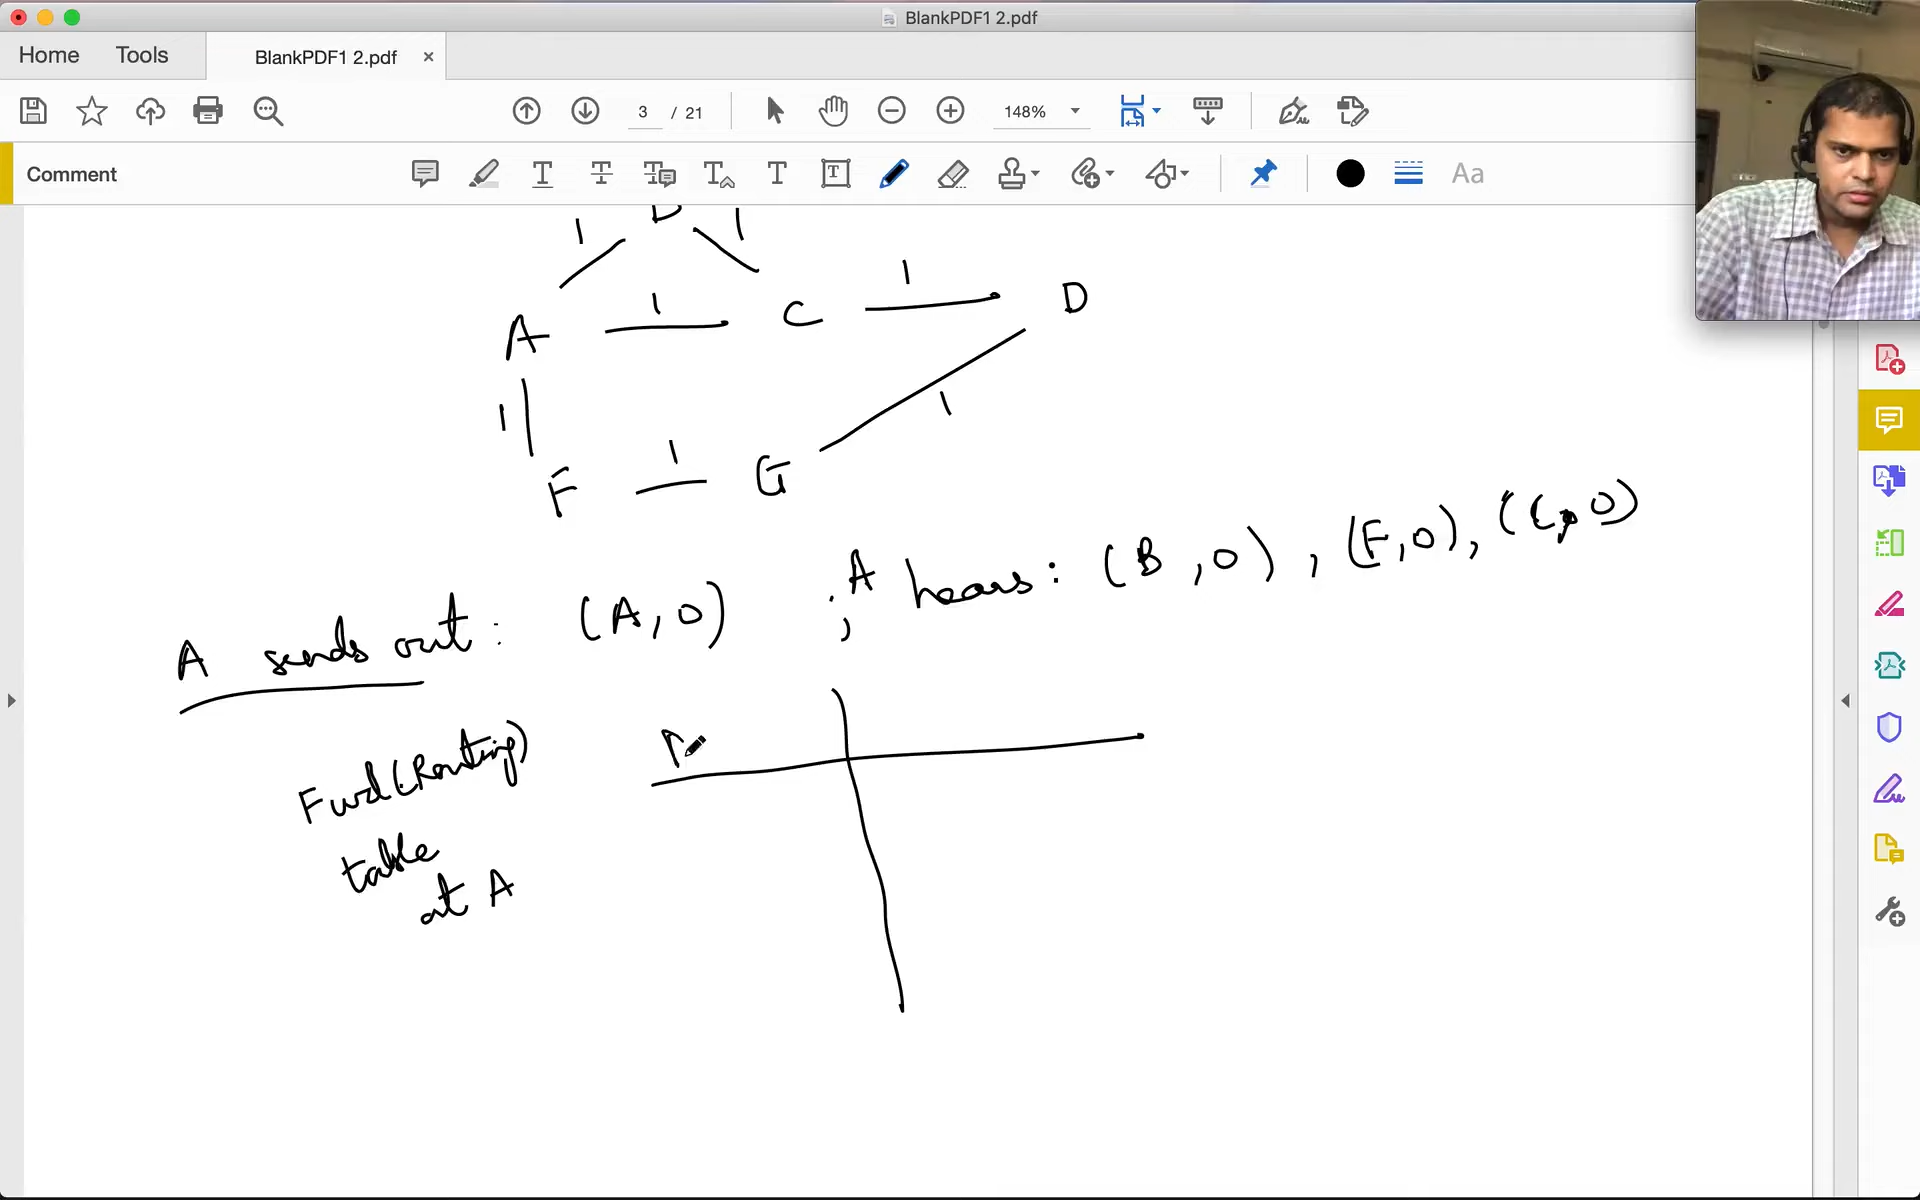 BlankPDF1 2.pdf
Home Tools BlankPDF1 2.pdf ×
3 / 21 148%
Comment Aa
1 1
A 1 C 1 D
1 1
F 1 G
A sends out: (A, 0) ; A hears: (B, 0), (F, 0), (C, 0)
Fwd (Routing)
table
at A